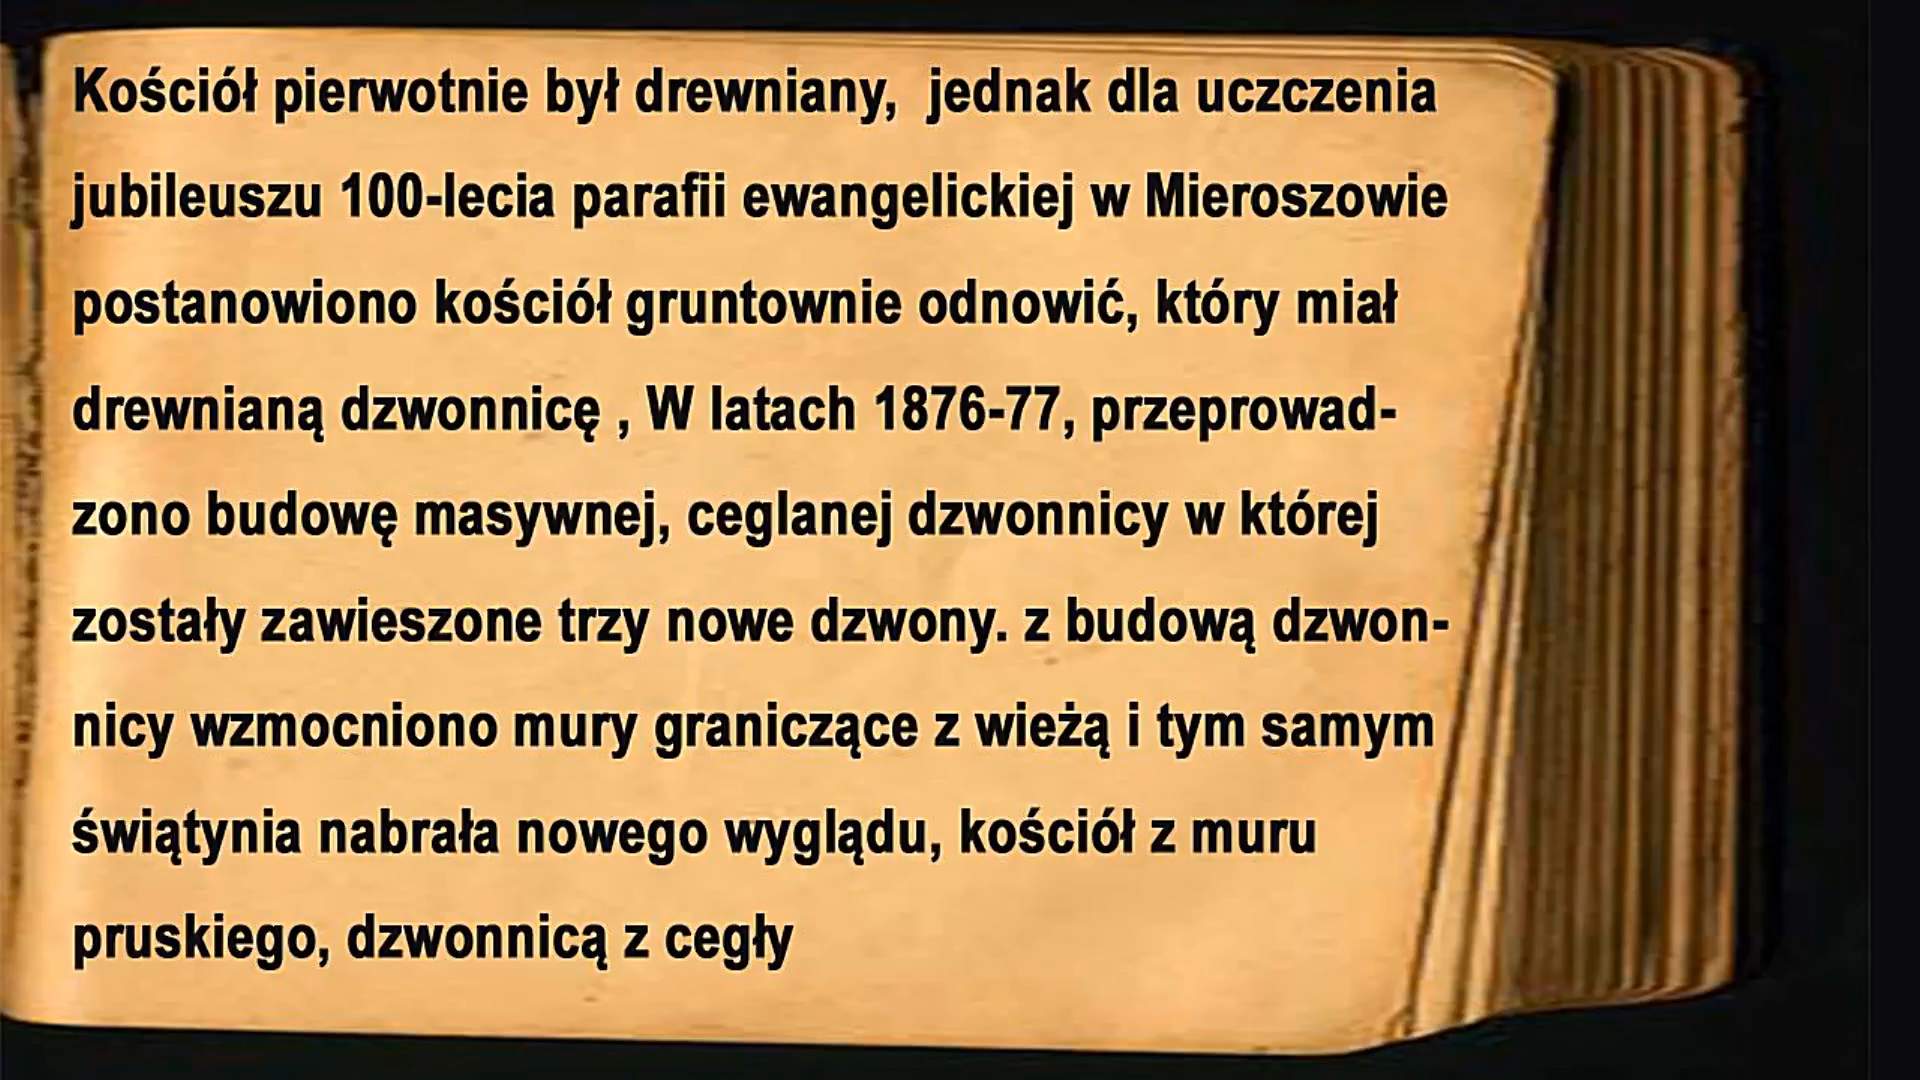 Kościół pierwotnie był drewniany,  jednak dla uczczenia
jubileuszu 100-lecia parafii ewangelickiej w Mieroszowie
postanowiono kościół gruntownie odnowić, który miał
drewnianą dzwonnicę , W latach 1876-77, przeprowad-
zono budowę masywnej, ceglanej dzwonnicy w której
zostały zawieszone trzy nowe dzwony. z budową dzwon-
nicy wzmocniono mury graniczące z wieżą i tym samym
świątynia nabrała nowego wyglądu, kościół z muru
pruskiego, dzwonnicą z cegły